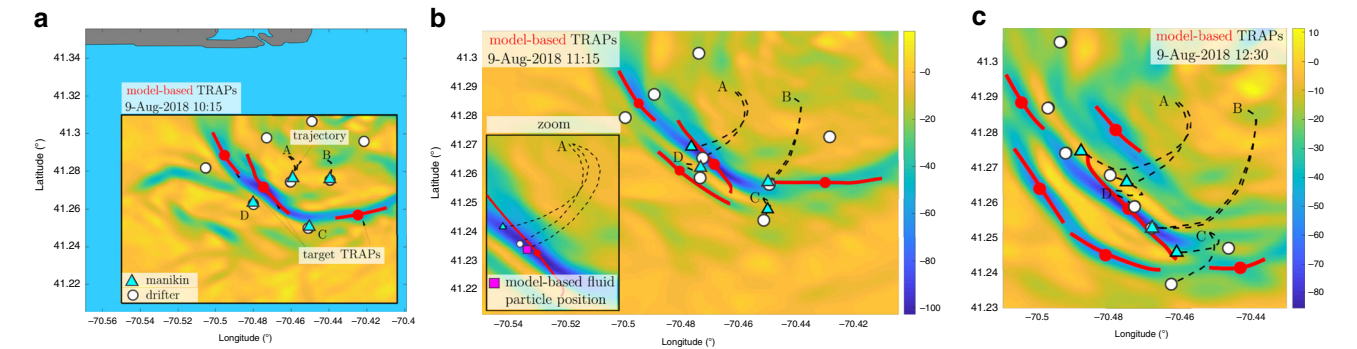 a
41.34
41.32
41.3
41.28
41.26
41.24
41.22
Latitude (°)
model-based TRAPs
9-Aug-2018 10:15
trajectory
A
B
D
C
target TRAPs
manikin
drifter
−70.56
−70.54
−70.52
−70.5
−70.48
−70.46
−70.44
−70.42
−70.4
Longitude (°)
b
41.3
41.28
41.27
41.26
41.24
41.23
41.22
Latitude (°)
model-based TRAPs
9-Aug-2018 11:15
A
B
D
C
zoom
A
model-based fluid
particle position
−70.54
−70.52
−70.5
−70.48
−70.46
−70.44
−70.42
Longitude (°)
−0
−20
−40
−60
−80
−100
c
41.3
41.29
41.28
41.27
41.26
41.25
41.24
41.23
model-based TRAPs
9-Aug-2018 12:30
A
B
D
C
−70.5
−70.48
−70.46
−70.44
Longitude (°)
10
−0
−10
−20
−30
−40
−50
−60
−70
−80